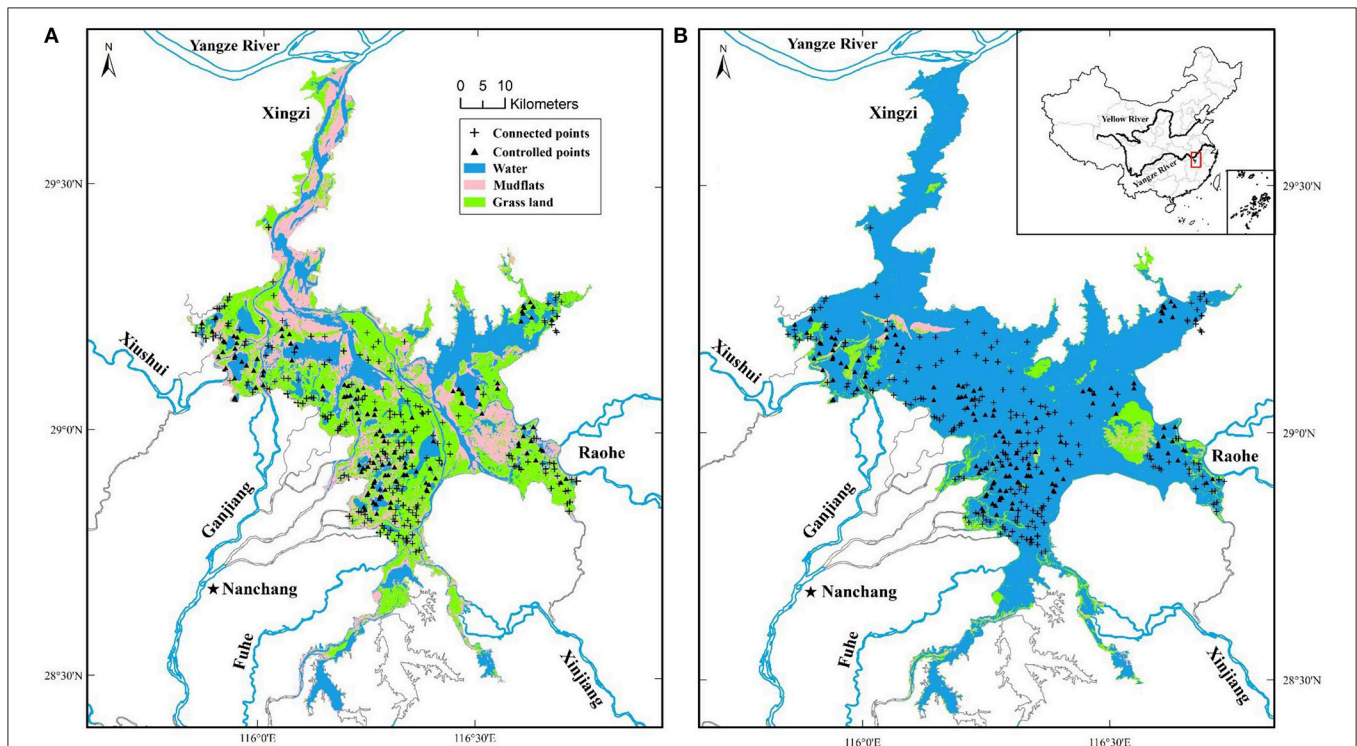 A
N
Yangze River
Xingzi
0 5 10
Kilometers
Connected points
Controlled points
Water
Mudflats
Grass land
29°30'N
29°0'N
28°30'N
Xiushui
Ganjiang
Raohe
Nanchang
Fuhe
Xinjiang
116°0'E
116°30'E
B
N
Yangze River
Xingzi
Yellow River
Yangze River
29°30'N
29°0'N
28°30'N
Xiushui
Ganjiang
Raohe
Nanchang
Fuhe
Xinjiang
116°0'E
116°30'E